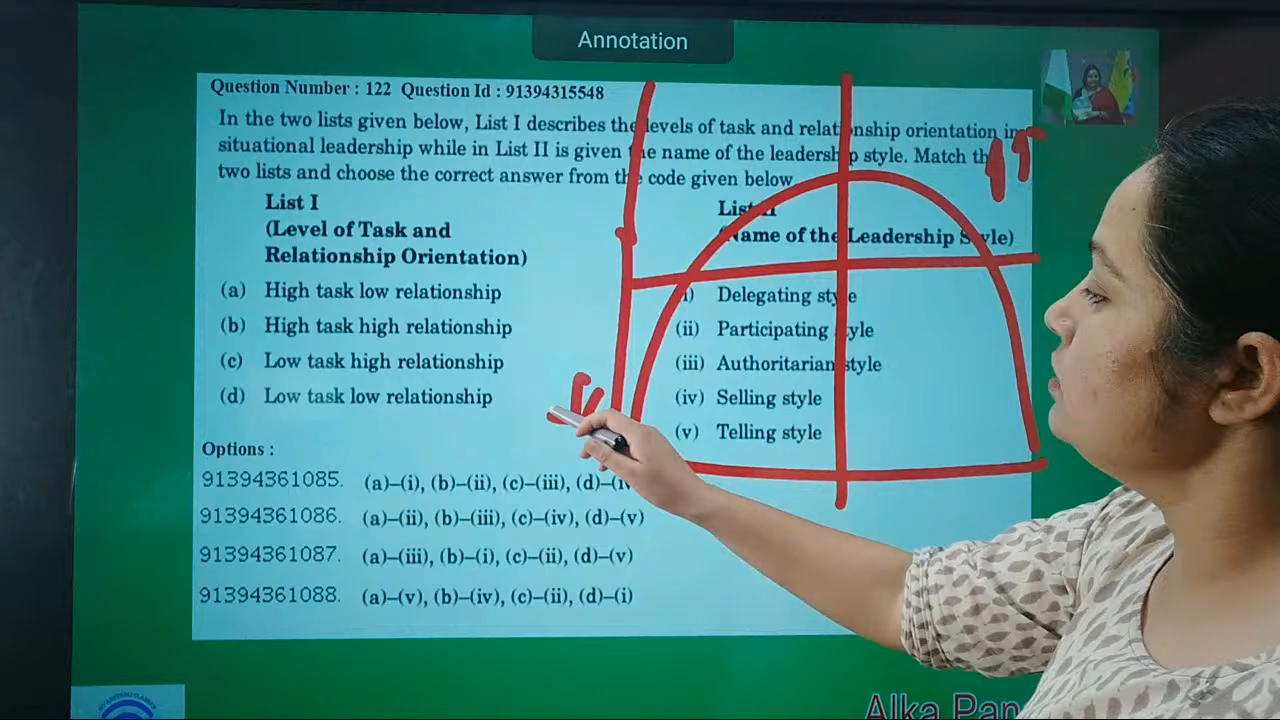 Annotation
Question Number : 122 Question Id : 91394315548
In the two lists given below, List I describes the levels of task and relationship orientation in
situational leadership while in List II is given the name of the leadership style. Match the
two lists and choose the correct answer from the code given below
List I
(Level of Task and
Relationship Orientation)
List II
(Name of the Leadership Style)
(a) High task low relationship
(b) High task high relationship
(c) Low task high relationship
(d) Low task low relationship
(i) Delegating style
(ii) Participating style
(iii) Authoritarian style
(iv) Selling style
(v) Telling style
Options :
91394361085. (a)–(i), (b)–(ii), (c)–(iii), (d)–(iv
91394361086. (a)–(ii), (b)–(iii), (c)–(iv), (d)–(v)
91394361087. (a)–(iii), (b)–(i), (c)–(ii), (d)–(v)
91394361088. (a)–(v), (b)–(iv), (c)–(ii), (d)–(i)
Alka Pan